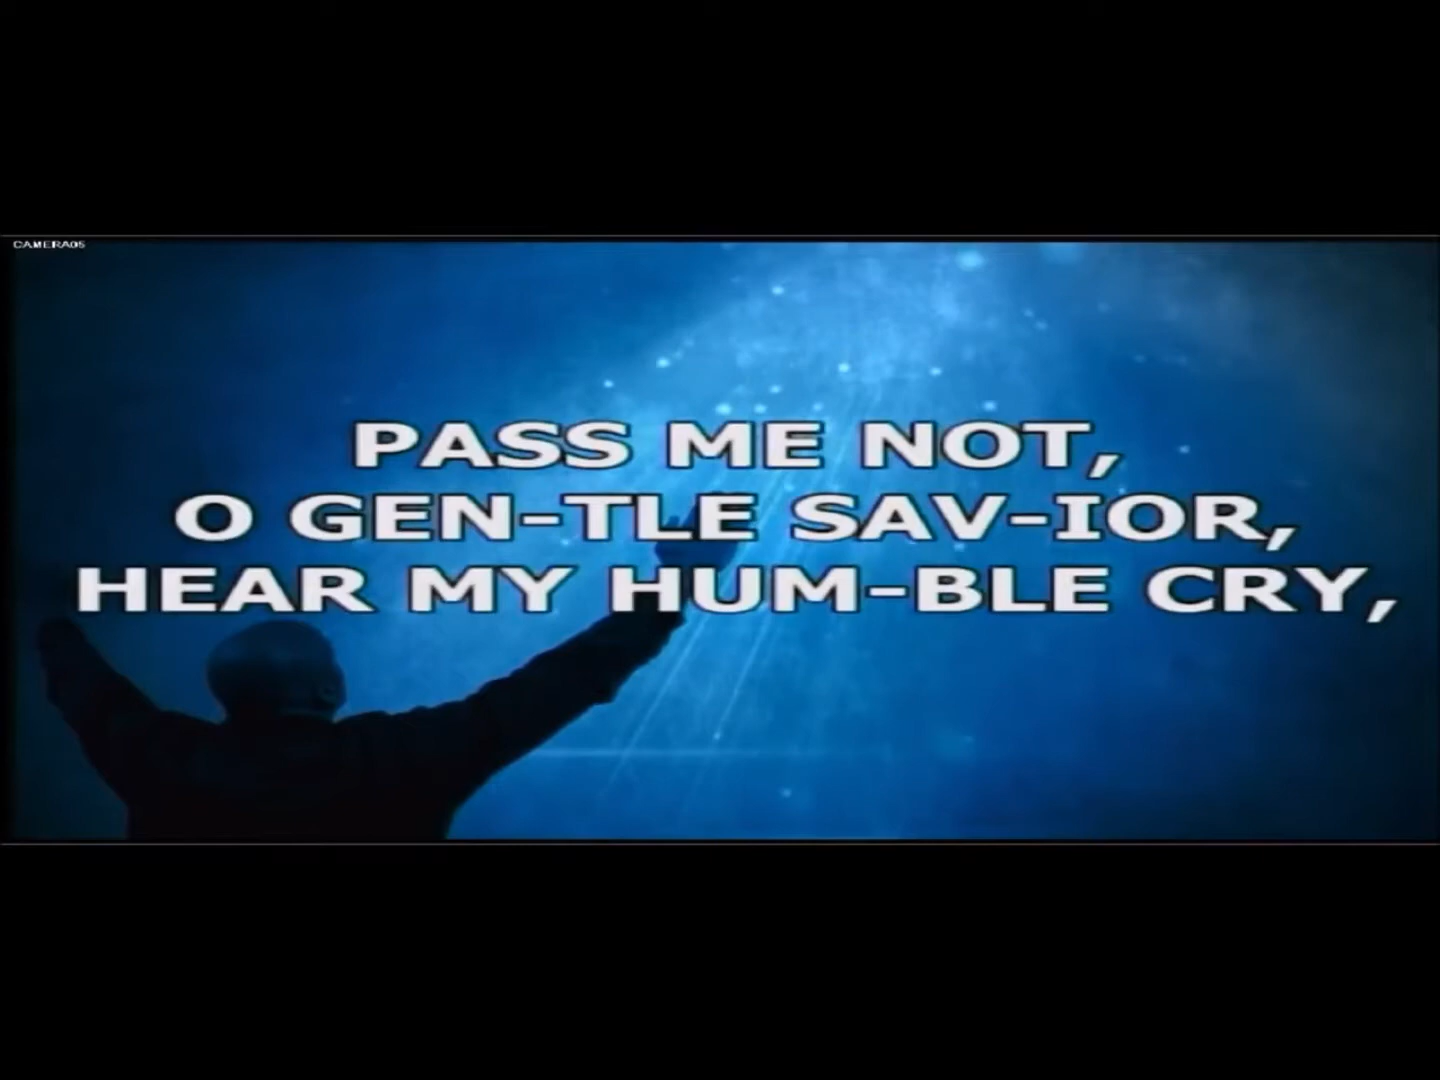 CAMERA05
PASS ME NOT,
O GEN-TLE SAV-IOR,
HEAR MY HUM-BLE CRY,